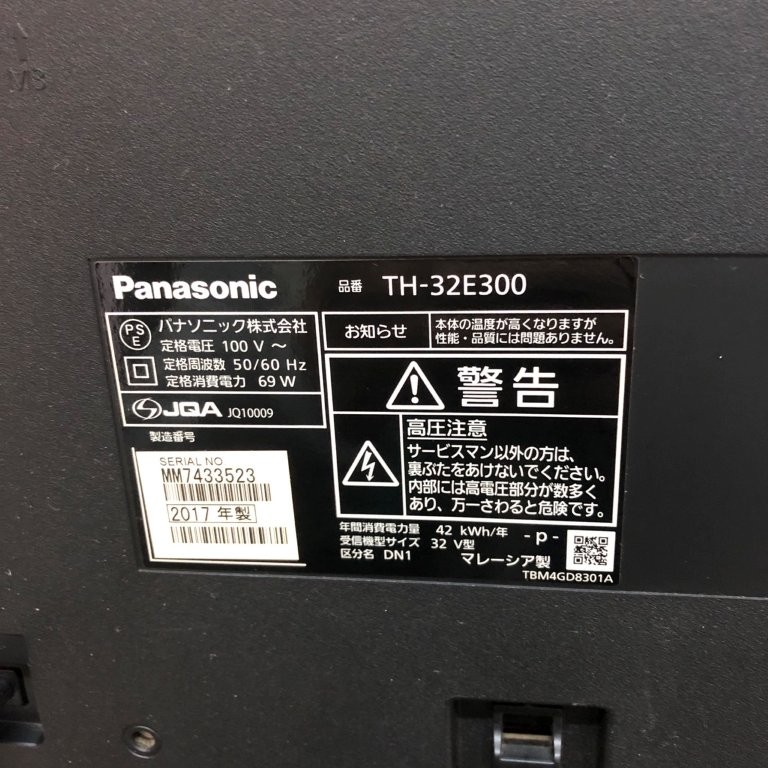 Panasonic 品番 TH-32E300
PS
E
パナソニック株式会社
定格電圧 100 V ～
定格周波数 50/60 Hz
定格消費電力 69 W
JQA JQ10009
製造番号
SERIAL NO
MM7433523
2017 年製
お知らせ
本体の温度が高くなりますが
性能・品質には問題ありません。
警告
高圧注意
サービスマン以外の方は、
裏ぶたをあけないでください。
内部には高電圧部分が数多く
あり、万一さわると危険です。
年間消費電力量 42 kWh/年
受信機型サイズ 32 V型
区分名 DN1
- p -
マレーシア製
TBM4GD8301A